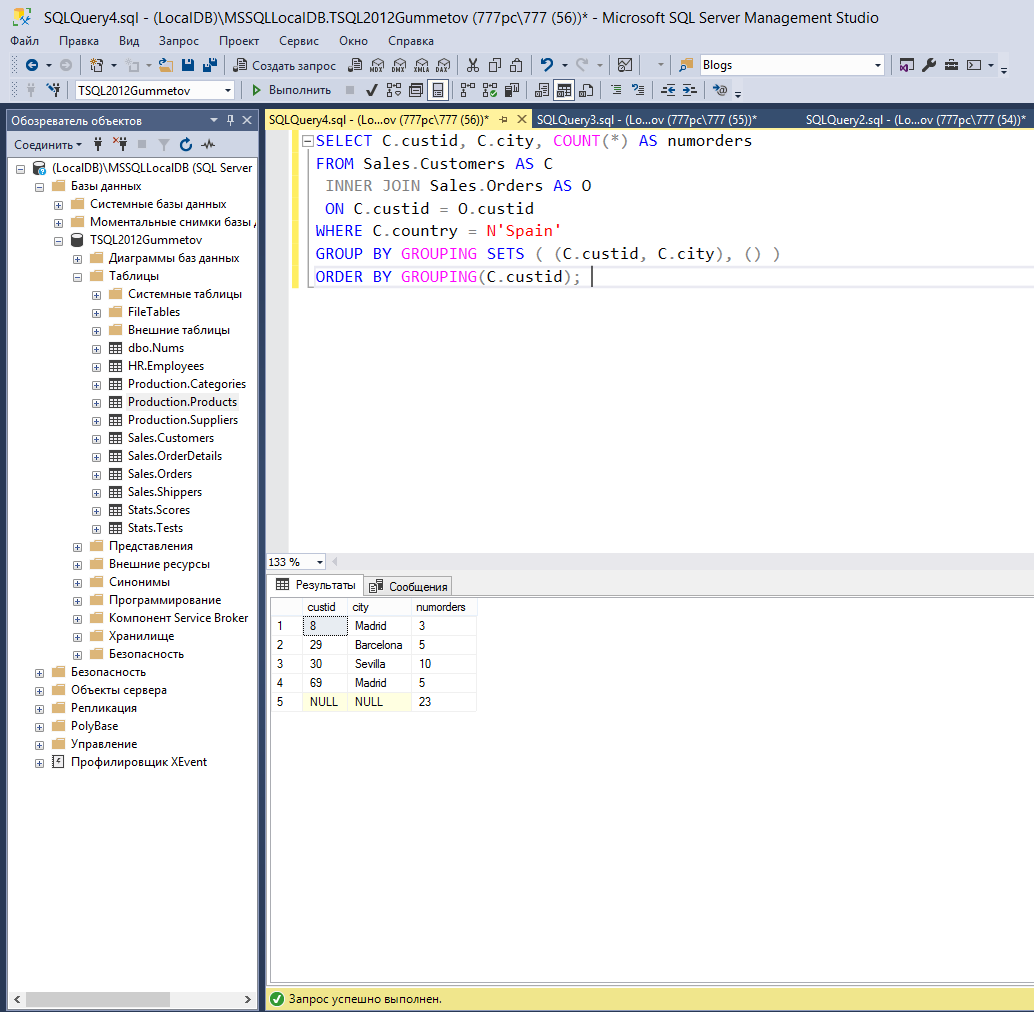 SQLQuery4.sql - (LocalDB)\MSSQLLocalDB.TSQL2012Gummetov (777pc\777 (56))* - Microsoft SQL Server Management Studio
Файл Правка Вид Запрос Проект Сервис Окно Справка
Создать запрос MDX DMX XMLA DAX Blogs
TSQL2012Gummetov Выполнить
Обозреватель объектов
Соединить
(LocalDB)\MSSQLLocalDB (SQL Server
Базы данных
Системные базы данных
Моментальные снимки базы
TSQL2012Gummetov
Диаграммы баз данных
Таблицы
Системные таблицы
FileTables
Внешние таблицы
dbo.Nums
HR.Employees
Production.Categories
Production.Products
Production.Suppliers
Sales.Customers
Sales.OrderDetails
Sales.Orders
Sales.Shippers
Stats.Scores
Stats.Tests
Представления
Внешние ресурсы
Синонимы
Программирование
Компонент Service Broker
Хранилище
Безопасность
Безопасность
Объекты сервера
Репликация
PolyBase
Управление
Профилировщик XEvent
SQLQuery4.sql - (Lo...ov (777pc\777 (56))* SQLQuery3.sql - (Lo...ov (777pc\777 (55))* SQLQuery2.sql - (Lo...ov (777pc\777 (54))*
SELECT C.custid, C.city, COUNT(*) AS numorders
FROM Sales.Customers AS C
INNER JOIN Sales.Orders AS O
ON C.custid = O.custid
WHERE C.country = N'Spain'
GROUP BY GROUPING SETS ( (C.custid, C.city), () )
ORDER BY GROUPING(C.custid);
133 %
Результаты Сообщения
custid city numorders
1 8 Madrid 3
2 29 Barcelona 5
3 30 Sevilla 10
4 69 Madrid 5
5 NULL NULL 23
Запрос успешно выполнен.